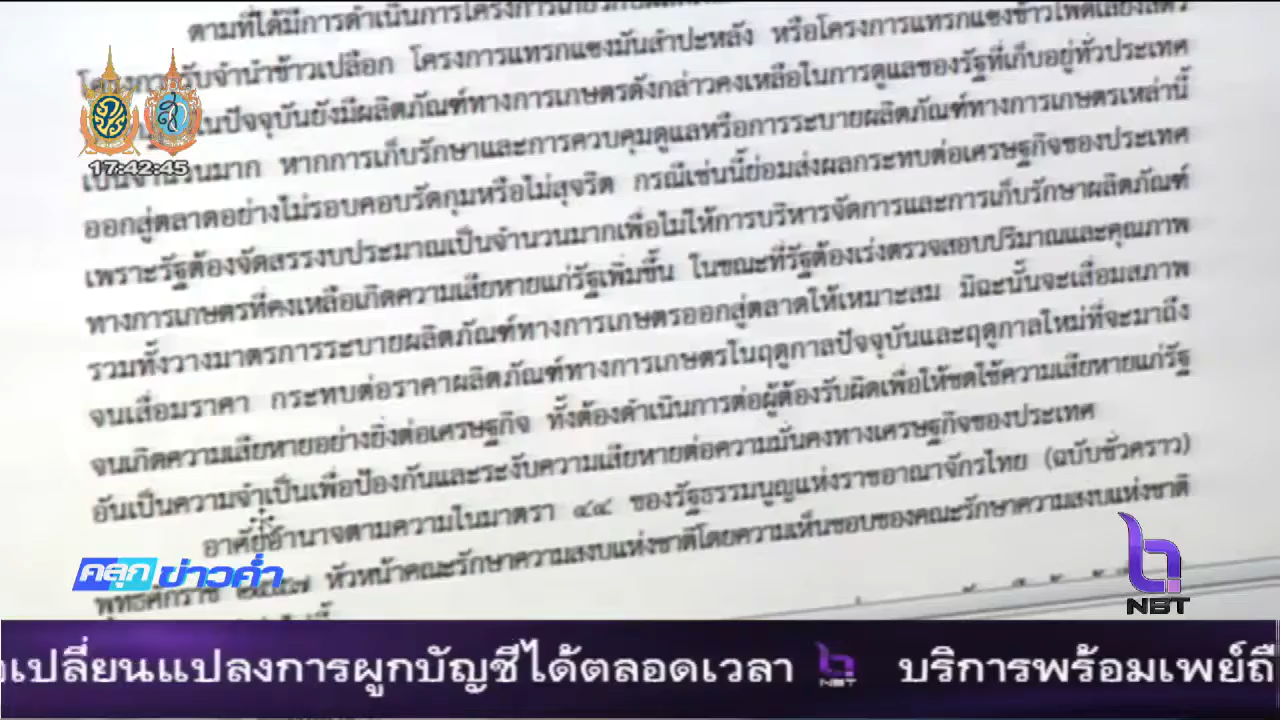 ตามที่ได้มีการดำเนินการโครงการเกี่ยวกับ
โครงการรับจำนำข้าวเปลือก โครงการแทรกแซงมันสำปะหลัง หรือโครงการแทรกแซงข้าวโพดเลี้ยงสัตว์
ในปัจจุบันยังมีผลิตภัณฑ์ทางการเกษตรดังกล่าวคงเหลือในการดูแลของรัฐที่เก็บอยู่ทั่วประเทศ
เป็นจำนวนมาก หากการเก็บรักษาและการควบคุมดูแลหรือการระบายผลิตภัณฑ์ทางการเกษตรเหล่านี้
ออกสู่ตลาดอย่างไม่รอบคอบรัดกุมหรือไม่สุจริต กรณีเช่นนี้ย่อมส่งผลกระทบต่อเศรษฐกิจของประเทศ
เพราะรัฐต้องจัดสรรงบประมาณเป็นจำนวนมากเพื่อไม่ให้การบริหารจัดการและการเก็บรักษาผลิตภัณฑ์
ทางการเกษตรที่คงเหลือเกิดความเสียหายแก่รัฐเพิ่มขึ้น ในขณะที่รัฐต้องเร่งตรวจสอบปริมาณและคุณภาพ
รวมทั้งวางมาตรการระบายผลิตภัณฑ์ทางการเกษตรออกสู่ตลาดให้เหมาะสม มิฉะนั้นจะเสื่อมสภาพ
จนเสื่อมราคา กระทบต่อราคาผลิตภัณฑ์ทางการเกษตรในฤดูกาลปัจจุบันและฤดูกาลใหม่ที่จะมาถึง
จนเกิดความเสียหายอย่างยิ่งต่อเศรษฐกิจ ทั้งต้องดำเนินการต่อผู้ต้องรับผิดเพื่อให้ชดใช้ความเสียหายแก่รัฐ
อันเป็นความจำเป็นเพื่อป้องกันและระงับความเสียหายต่อความมั่นคงทางเศรษฐกิจของประเทศ
อาศัยอำนาจตามความในมาตรา ๔๔ ของรัฐธรรมนูญแห่งราชอาณาจักรไทย (ฉบับชั่วคราว)
พุทธศักราช ๒๕๕๗ หัวหน้าคณะรักษาความสงบแห่งชาติโดยความเห็นชอบของคณะรักษาความสงบแห่งชาติ
17:42:45
คลุกข่าวค่ำ
NBT
เปลี่ยนแปลงการผูกบัญชีได้ตลอดเวลา NBT บริการพร้อมเพย์ถื